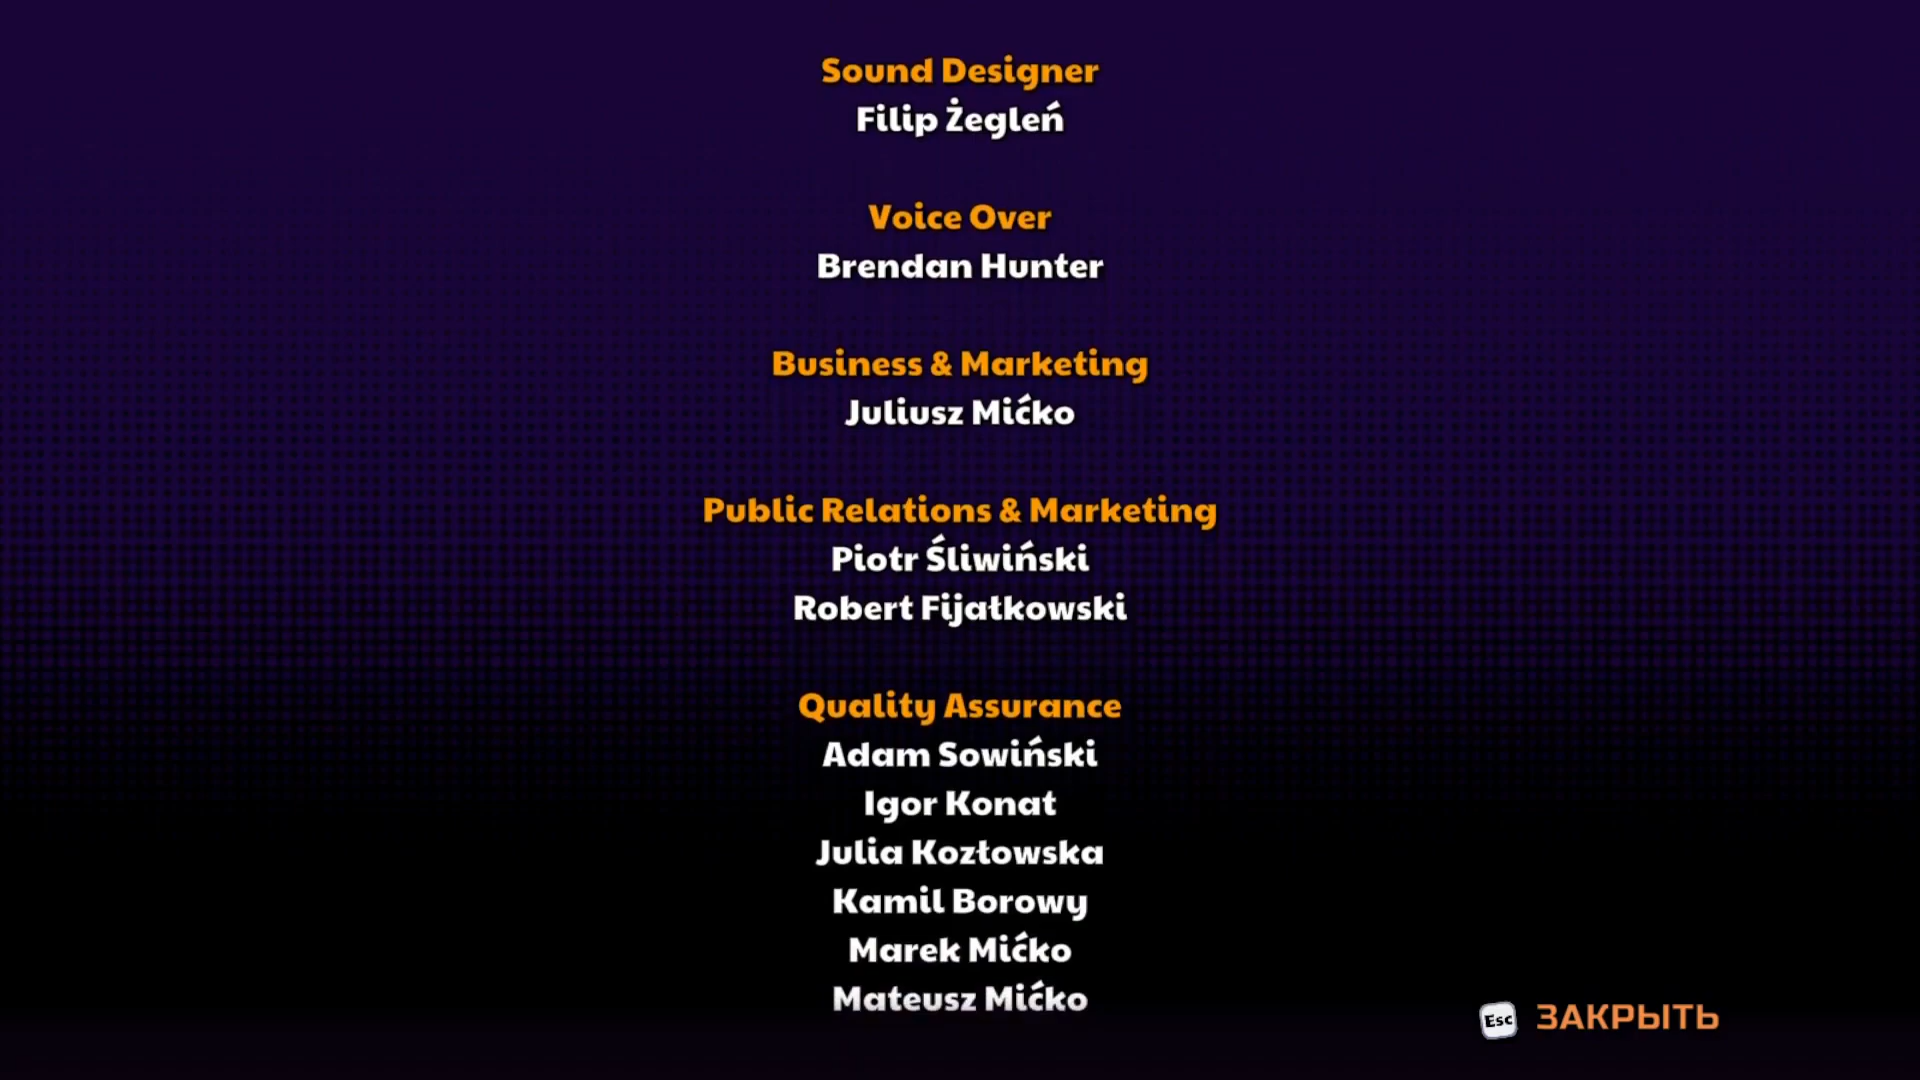 Sound Designer
Filip Żegleń
Voice Over
Brendan Hunter
Business & Marketing
Juliusz Mićko
Public Relations & Marketing
Piotr Śliwiński
Robert Fijałkowski
Quality Assurance
Adam Sowiński
Igor Konat
Julia Kozłowska
Kamil Borowy
Marek Mićko
Mateusz Mićko
Esc ЗАКРЫТЬ